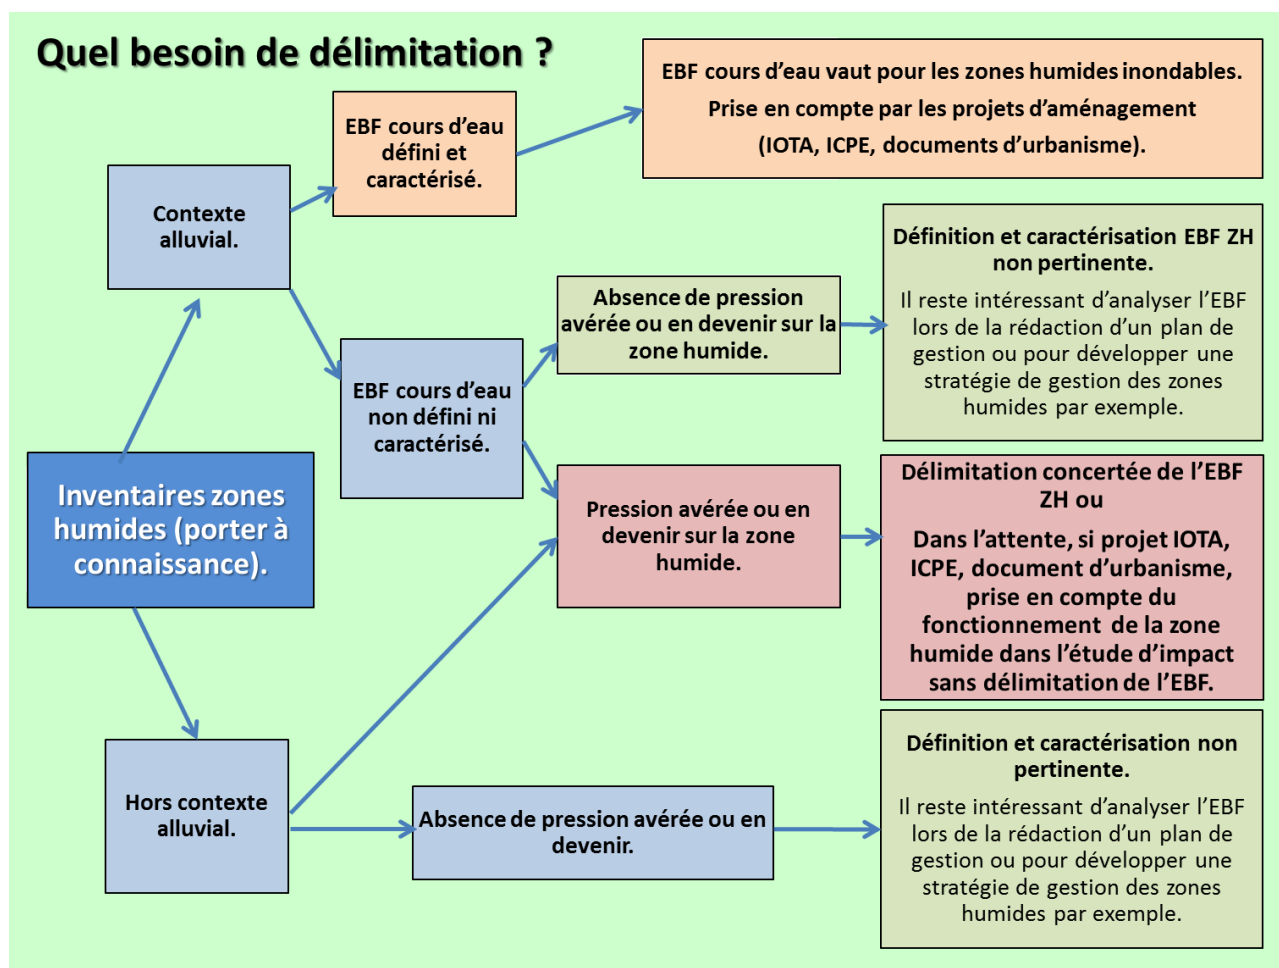 Quel besoin de délimitation ?
EBF cours d’eau vaut pour les zones humides inondables.
Prise en compte par les projets d’aménagement
(IOTA, ICPE, documents d’urbanisme).
EBF cours d’eau
défini et
caractérisé.
Contexte
alluvial.
Définition et caractérisation EBF ZH
non pertinente.
Il reste intéressant d’analyser l’EBF
lors de la rédaction d’un plan de
gestion ou pour développer une
stratégie de gestion des zones
humides par exemple.
Absence de pression
avérée ou en devenir sur la
zone humide.
EBF cours d’eau
non défini ni
caractérisé.
Inventaires zones
humides (porter à
connaissance).
Pression avérée ou en
devenir sur la zone
humide.
Délimitation concertée de l’EBF
ZH ou
Dans l’attente, si projet IOTA,
ICPE, document d’urbanisme,
prise en compte du
fonctionnement de la zone
humide dans l’étude d’impact
sans délimitation de l’EBF.
Hors contexte
alluvial.
Absence de pression avérée ou en
devenir.
Définition et caractérisation non
pertinente.
Il reste intéressant d’analyser l’EBF
lors de la rédaction d’un plan de
gestion ou pour développer une
stratégie de gestion des zones
humides par exemple.